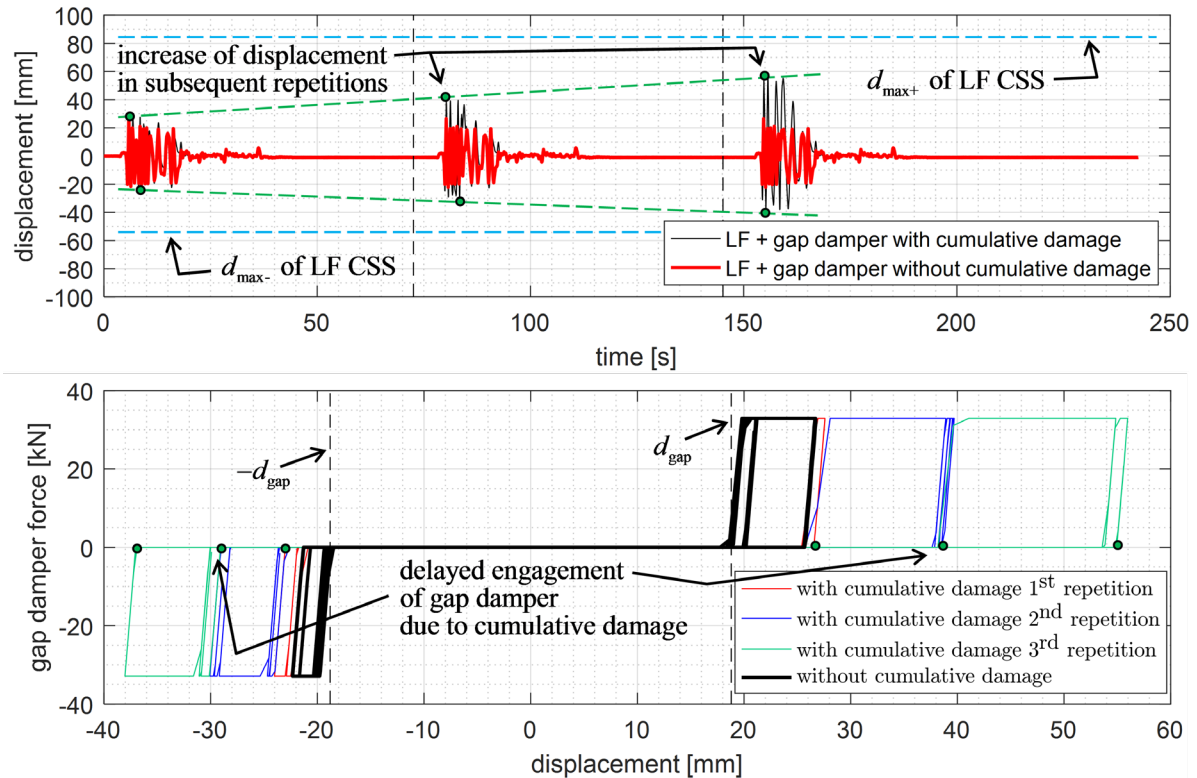 100
80
60
40
20
0
-20
-40
-60
-80
-100
displacement [mm]
increase of displacement
in subsequent repetitions
dmax+ of LF CSS
dmax- of LF CSS
LF + gap damper with cumulative damage
LF + gap damper without cumulative damage
0 50 100 150 200 250
time [s]
40
20
0
-20
-40
gap damper force [kN]
−dgap
dgap
delayed engagement
of gap damper
due to cumulative damage
with cumulative damage 1st repetition
with cumulative damage 2nd repetition
with cumulative damage 3rd repetition
without cumulative damage
-40 -30 -20 -10 0 10 20 30 40 50 60
displacement [mm]